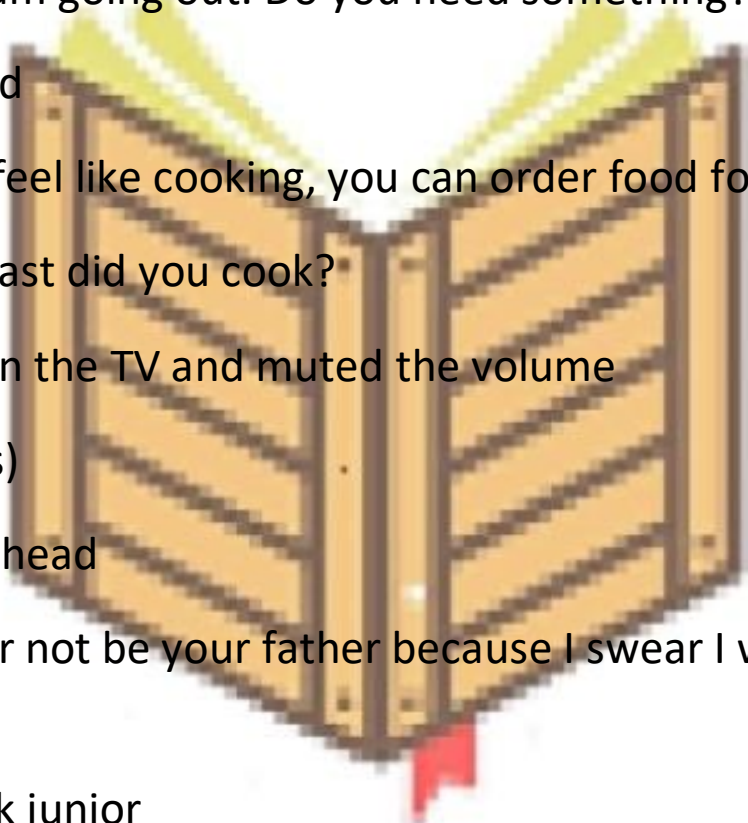 am going out. Do you need something?
d
feel like cooking, you can order food fo
ast did you cook?
n the TV and muted the volume
s)
head
r not be your father because I swear I w
k junior